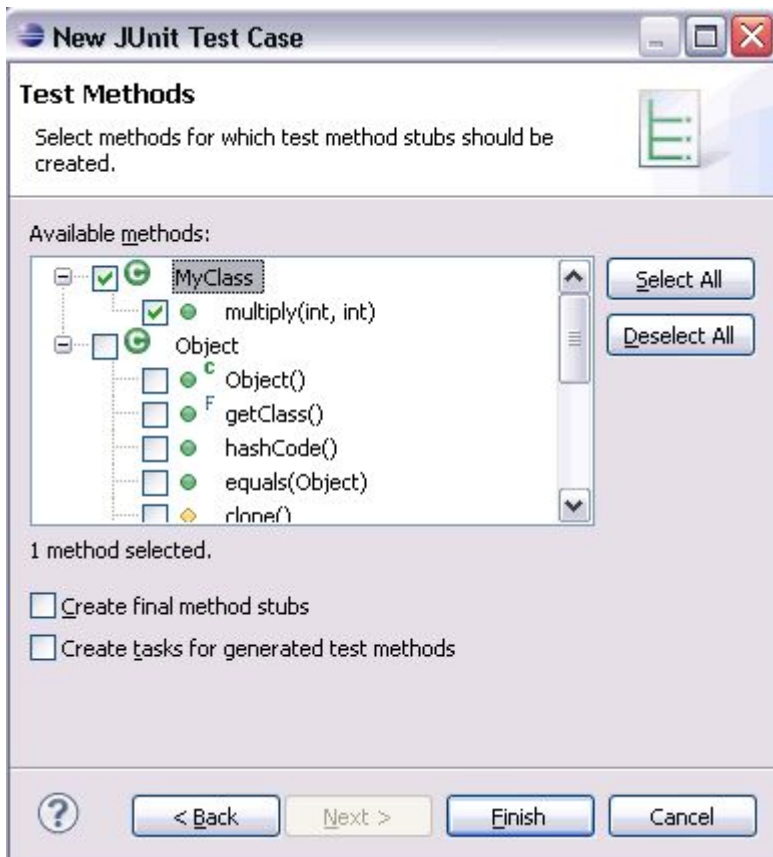 New JUnit Test Case
Test Methods
Select methods for which test method stubs should be
created.
Available methods:
MyClass
multiply(int, int)
Object
C Object()
F getClass()
hashCode()
equals(Object)
clone()
Select All
Deselect All
1 method selected.
Create final method stubs
Create tasks for generated test methods
? < Back Next > Finish Cancel